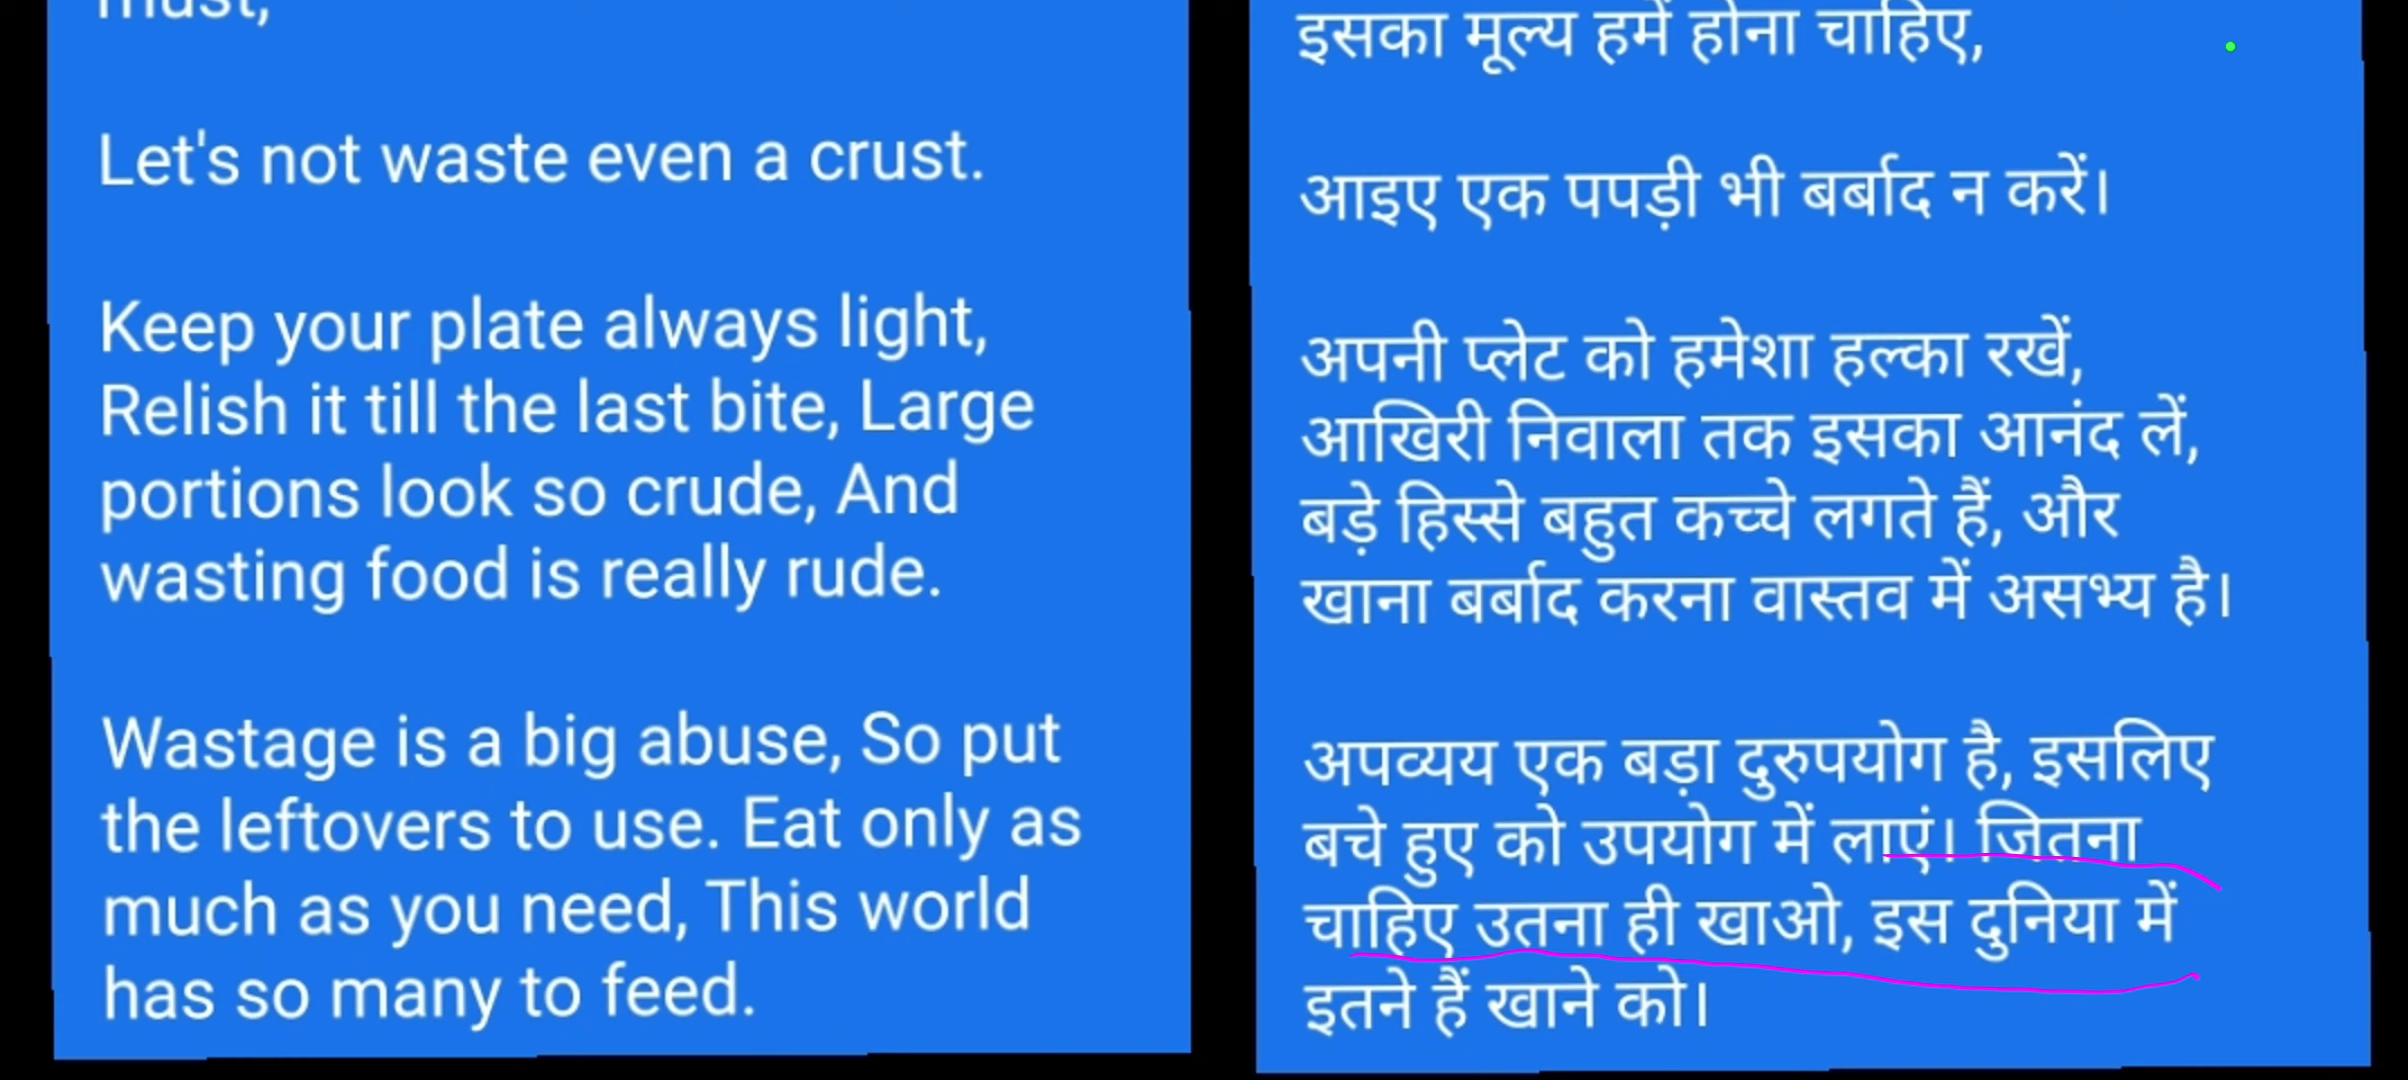 must,
Let's not waste even a crust.
Keep your plate always light,
Relish it till the last bite, Large
portions look so crude, And
wasting food is really rude.
Wastage is a big abuse, So put
the leftovers to use. Eat only as
much as you need, This world
has so many to feed.
इसका मूल्य हमें होना चाहिए,
आइए एक पपड़ी भी बर्बाद न करें।
अपनी प्लेट को हमेशा हल्का रखें,
आखिरी निवाला तक इसका आनंद लें,
बड़े हिस्से बहुत कच्चे लगते हैं, और
खाना बर्बाद करना वास्तव में असभ्य है।
अपव्यय एक बड़ा दुरुपयोग है, इसलिए
बचे हुए को उपयोग में लाएं। जितना
चाहिए उतना ही खाओ, इस दुनिया में
इतने हैं खाने को।